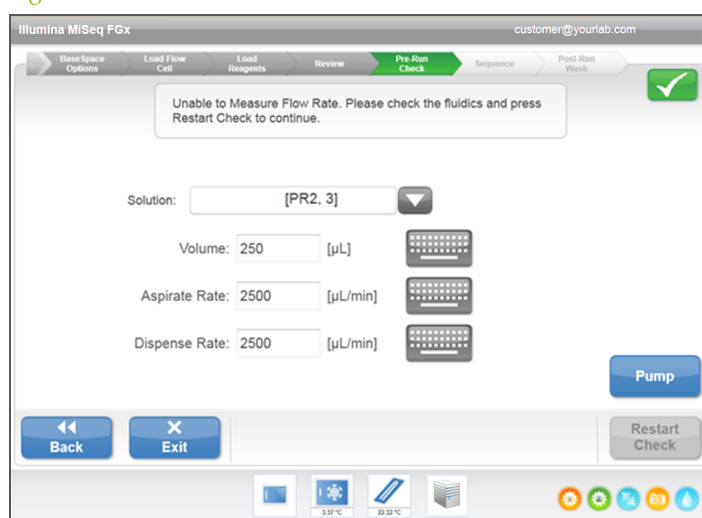 Illumina MiSeq FGx
customer@yourlab.com
BaseSpace
Options
Load Flow
Cell
Load
Reagents
Review
Pre-Run
Check
Sequence
Post-Run
Wash
Unable to Measure Flow Rate. Please check the fluidics and press
Restart Check to continue.
Solution: [PR2, 3]
Volume: 250 [µL]
Aspirate Rate: 2500 [µL/min]
Dispense Rate: 2500 [µL/min]
Pump
Back
Exit
Restart
Check
3.57 °C
22.32 °C